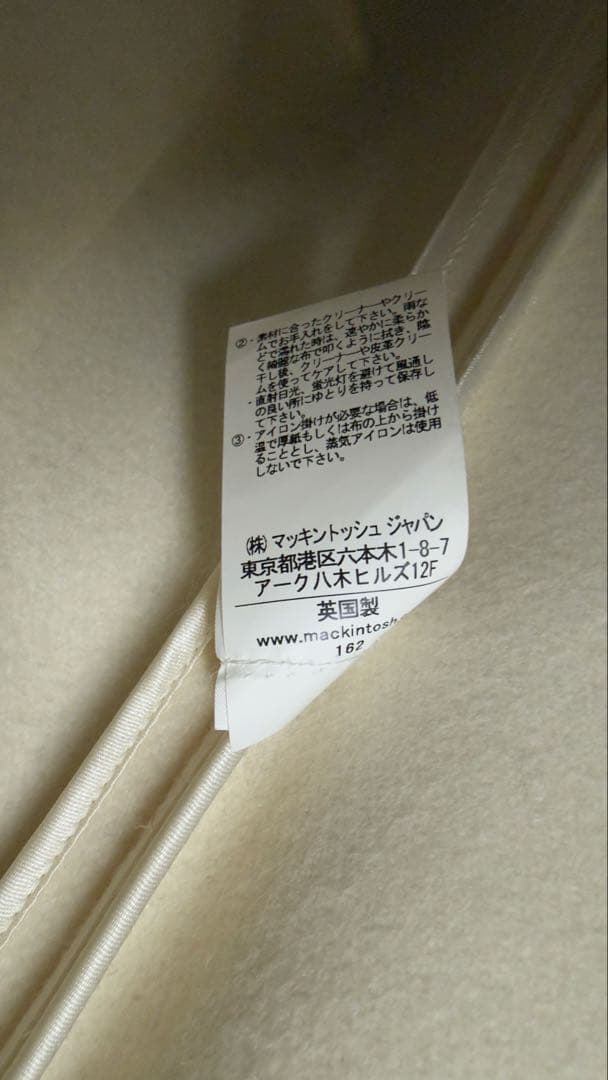 ②・素材に合ったクリーナーやクリー
ムでお手入れをして下さい。雨な
どで濡れた時は、速やかに柔らか
く綺麗な布で叩くように拭き、陰
干し後、クリーナーや皮革クリー
ムを使ってケアして下さい。
・直射日光、蛍光灯を避けて風通し
の良い所にゆとりを持って保存し
て下さい。
③・アイロン掛けが必要な場合は、低
温で厚紙もしくは布の上から掛け
ることとし、蒸気アイロンは使用
しないで下さい。
(株) マッキントッシュ ジャパン
東京都港区六本木1-8-7
アーク八木ヒルズ12F
英国製
www.mackintosh
162